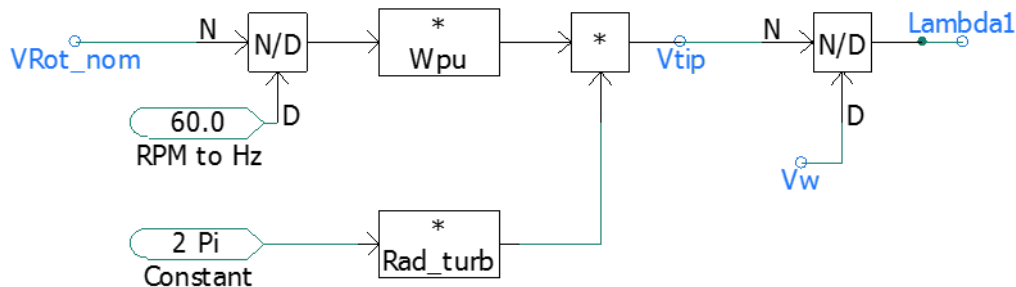 VRot_nom
N
N/D
D
60.0
RPM to Hz
*
Wpu
*
Vtip
N
N/D
D
Vw
Lambda1
2 Pi
Constant
*
Rad_turb